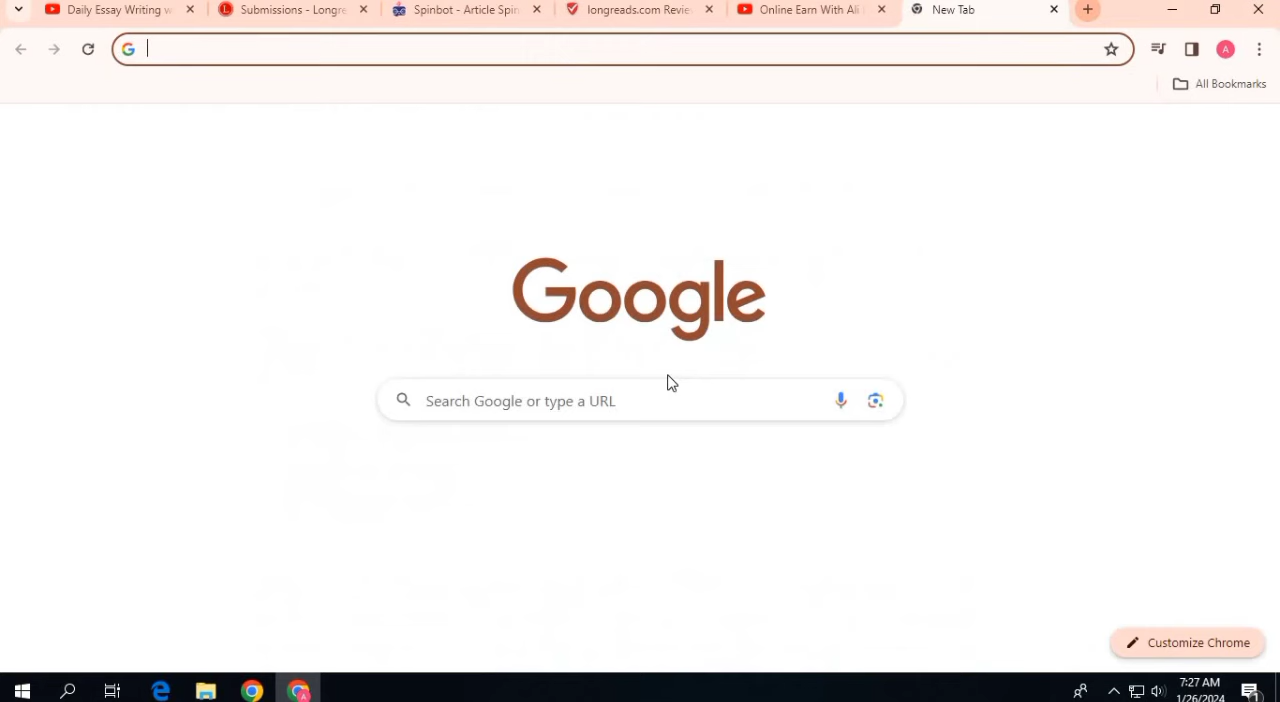 Daily Essay Writing w
Submissions - Longre
Spinbot - Article Spin
longreads.com Revie
Online Earn With Ali
New Tab
All Bookmarks
Google
Search Google or type a URL
Customize Chrome
7:27 AM
1/26/2024